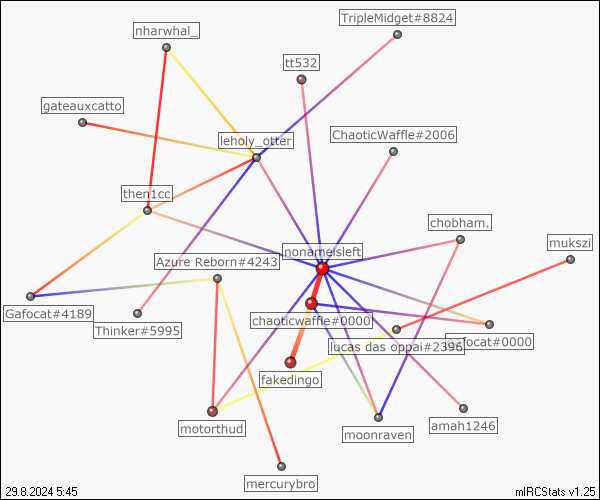 TripleMidget#8824
nharwhal_
tt532
gateauxcatto
ChaoticWaffle#2006
leholy_otter
then1cc
chobham.
mukszi
nonameisleft
Azure Reborn#4243
Gafocat#4189
chaoticwaffle#0000
Thinker#5995
lucas das oppai#2396
#0000
fakedingo
motorthud
amah1246
moonraven
mercurybro
29.8.2024 5:45
mIRCStats v1.25